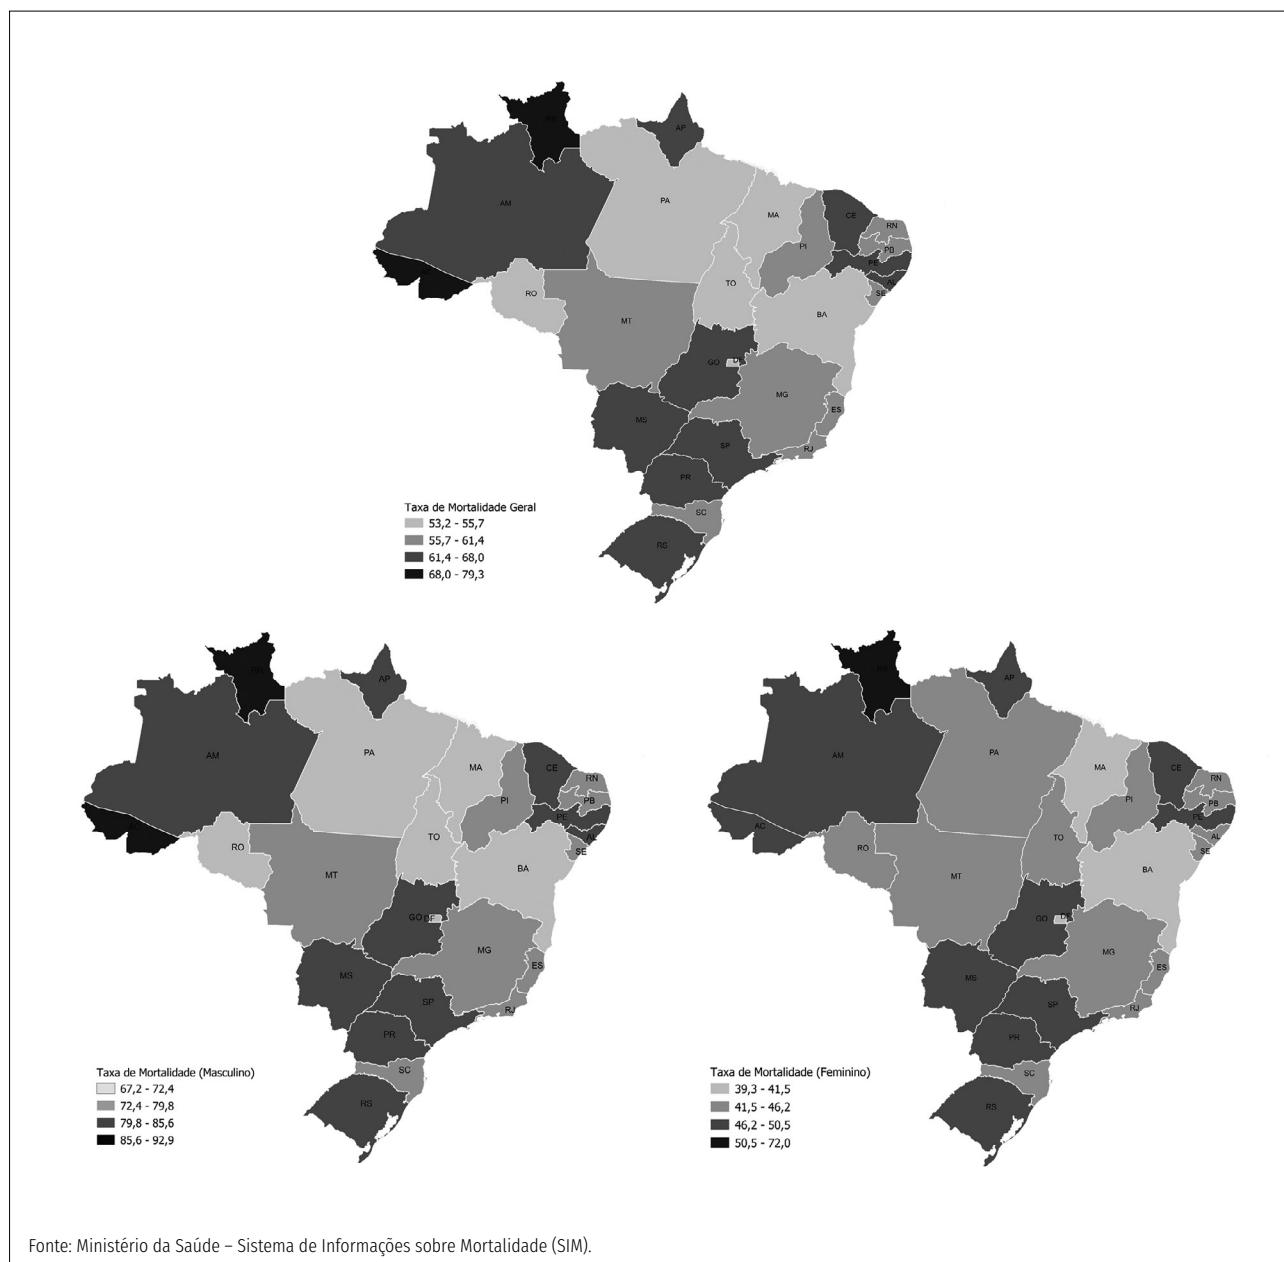 RR
AP
AM
PA
MA
CE
RN
PI
PB
PE
AC
AL
SE
RO
TO
BA
MT
GO
DF
MG
MS
ES
SP
RJ
PR
SC
RS
Taxa de Mortalidade Geral
53,2 - 55,7
55,7 - 61,4
61,4 - 68,0
68,0 - 79,3
RR
AP
AM
PA
MA
CE
RN
PI
PB
PE
AL
RO
TO
SE
BA
MT
GO DF
MG
MS
ES
SP
RJ
PR
SC
RS
Taxa de Mortalidade (Masculino)
67,2 - 72,4
72,4 - 79,8
79,8 - 85,6
85,6 - 92,9
RR
AP
AM
PA
MA
CE
RN
PI
PB
PE
AC
AL
RO
TO
SE
BA
MT
GO
DF
MG
MS
ES
SP
RJ
PR
SC
RS
Taxa de Mortalidade (Feminino)
39,3 - 41,5
41,5 - 46,2
46,2 - 50,5
50,5 - 72,0
Fonte: Ministério da Saúde – Sistema de Informações sobre Mortalidade (SIM).